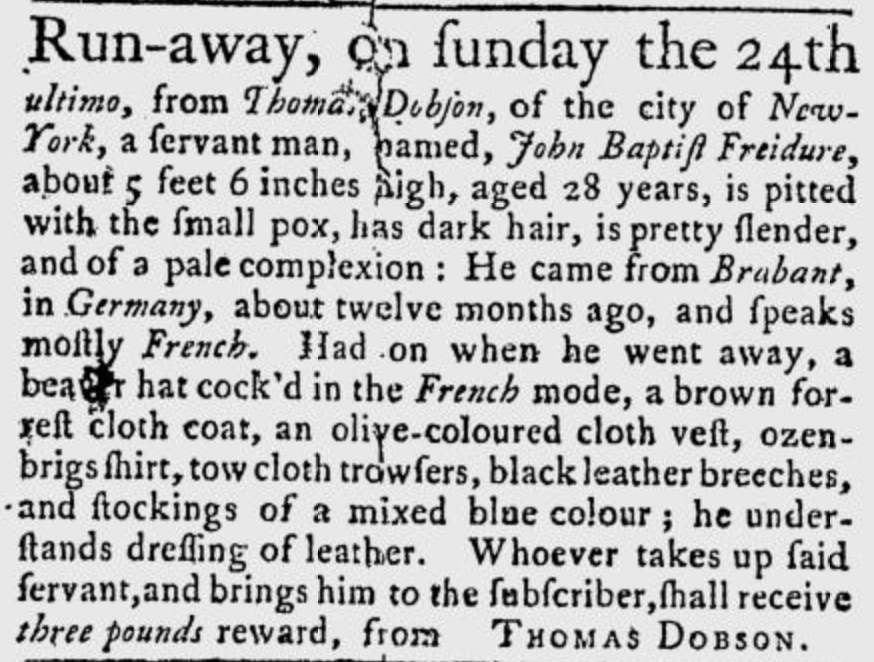 Run-away, on ſunday the 24th
ultimo, from Thomas Dobſon, of the city of New-
York, a ſervant man, named, John Baptiſt Freidure,
about 5 feet 6 inches high, aged 28 years, is pitted
with the ſmall pox, has dark hair, is pretty ſlender,
and of a pale complexion : He came from Brabant,
in Germany, about twelve months ago, and ſpeaks
moſtly French. Had on when he went away, a
beaver hat cock'd in the French mode, a brown for-
reſt cloth coat, an olive-coloured cloth veſt, ozen-
brigs ſhirt, tow cloth trowſers, black leather breeches,
and ſtockings of a mixed blue colour ; he under-
ſtands dreſſing of leather. Whoever takes up ſaid
ſervant,and brings him to the ſubſcriber,ſhall receive
three pounds reward, from THOMAS DOBSON.